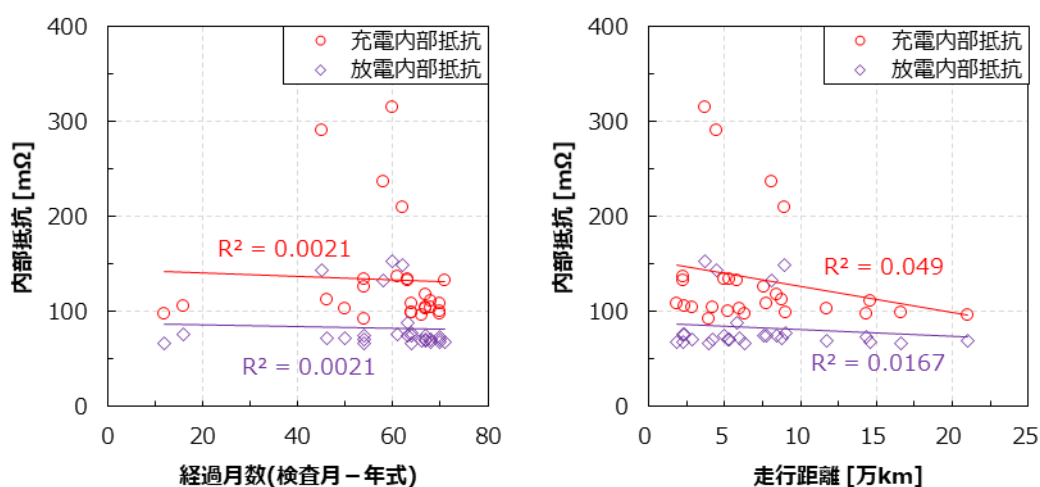 400
300
200
100
0
0
20
40
60
80
内部抵抗 [mΩ]
経過月数(検査月－年式)
充電内部抵抗
放電内部抵抗
R² = 0.0021
R² = 0.0021
400
300
200
100
0
0
5
10
15
20
25
内部抵抗 [mΩ]
走行距離 [万km]
充電内部抵抗
放電内部抵抗
R² = 0.049
R² = 0.0167